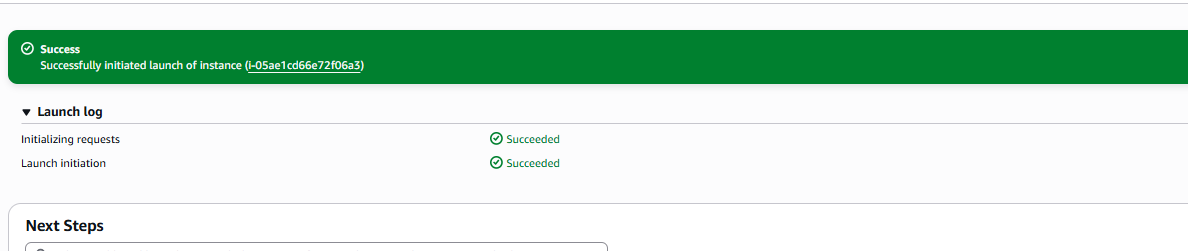 Success
Successfully initiated launch of instance (i-05ae1cd66e72f06a3)
Launch log
Initializing requests
Succeeded
Launch initiation
Succeeded
Next Steps